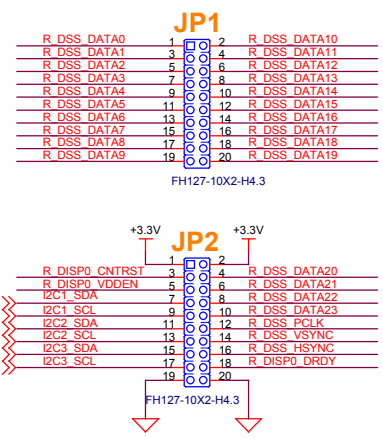 JP1
R_DSS_DATA0 1 2 R_DSS_DATA10
R_DSS_DATA1 3 4 R_DSS_DATA11
R_DSS_DATA2 5 6 R_DSS_DATA12
R_DSS_DATA3 7 8 R_DSS_DATA13
R_DSS_DATA4 9 10 R_DSS_DATA14
R_DSS_DATA5 11 12 R_DSS_DATA15
R_DSS_DATA6 13 14 R_DSS_DATA16
R_DSS_DATA7 15 16 R_DSS_DATA17
R_DSS_DATA8 17 18 R_DSS_DATA18
R_DSS_DATA9 19 20 R_DSS_DATA19
FH127-10X2-H4.3
+3.3V +3.3V
JP2
1 2
R_DISP0_CNTRST 3 4 R_DSS_DATA20
R_DISP0_VDDEN 5 6 R_DSS_DATA21
I2C1_SDA 7 8 R_DSS_DATA22
I2C1_SCL 9 10 R_DSS_DATA23
I2C2_SDA 11 12 R_DSS_PCLK
I2C2_SCL 13 14 R_DSS_VSYNC
I2C3_SDA 15 16 R_DSS_HSYNC
I2C3_SCL 17 18 R_DISP0_DRDY
19 20
FH127-10X2-H4.3